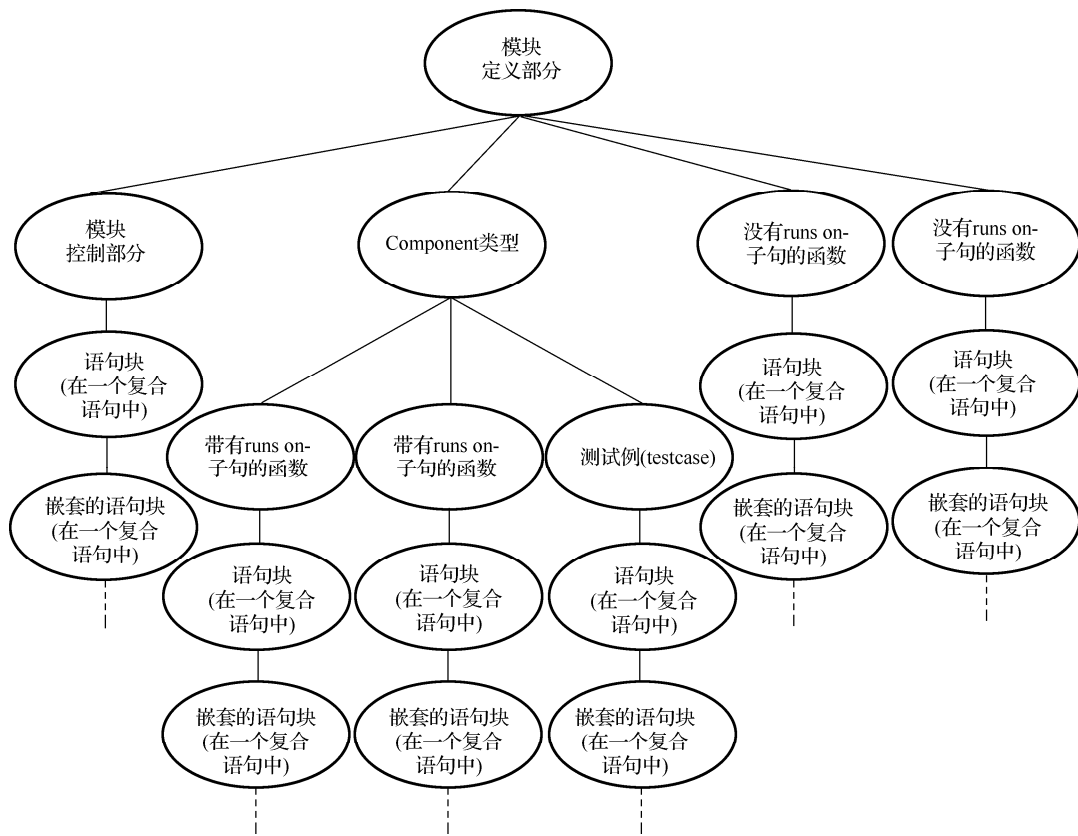 模块
定义部分
模块
控制部分
Component类型
没有runs on-
子句的函数
没有runs on-
子句的函数
语句块
(在一个复合
语句中)
语句块
(在一个复合
语句中)
语句块
(在一个复合
语句中)
带有runs on-
子句的函数
带有runs on-
子句的函数
测试例(testcase)
嵌套的语句块
(在一个复合
语句中)
嵌套的语句块
(在一个复合
语句中)
嵌套的语句块
(在一个复合
语句中)
语句块
(在一个复合
语句中)
语句块
(在一个复合
语句中)
语句块
(在一个复合
语句中)
嵌套的语句块
(在一个复合
语句中)
嵌套的语句块
(在一个复合
语句中)
嵌套的语句块
(在一个复合
语句中)